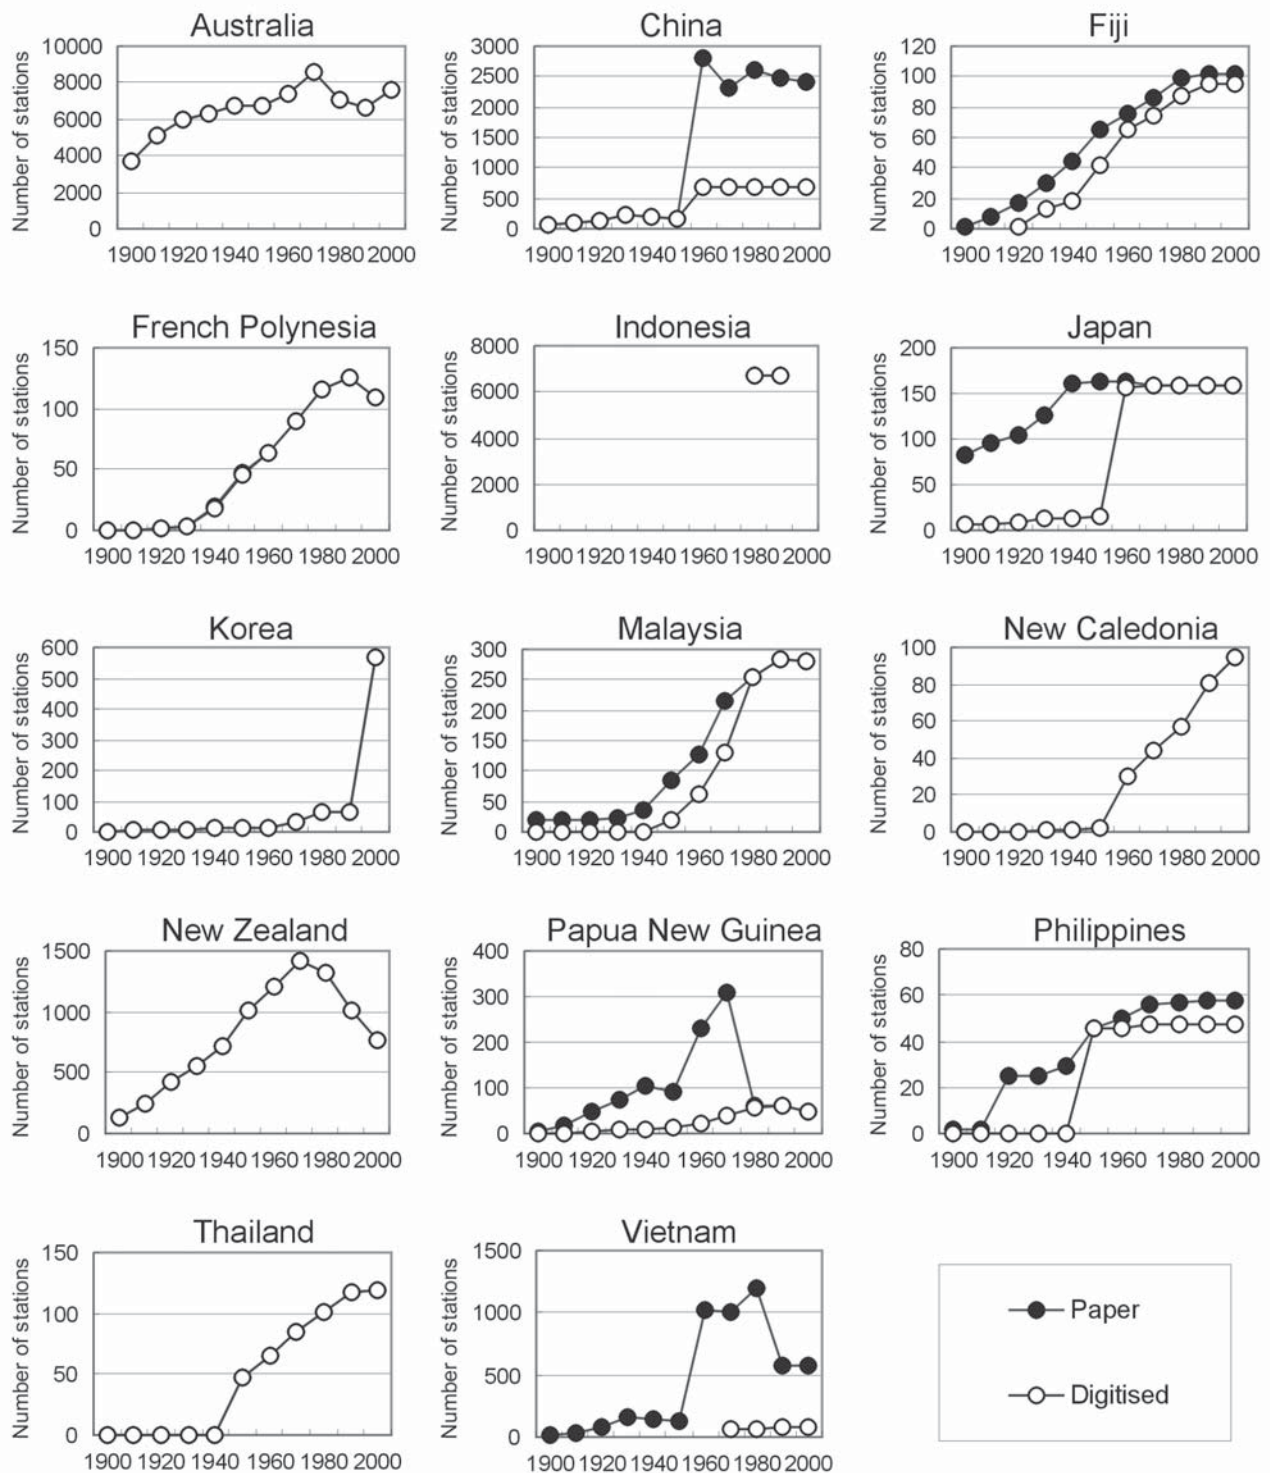 Australia
Number of stations
10000
8000
6000
4000
2000
0
1900 1920 1940 1960 1980 2000
China
Number of stations
3000
2500
2000
1500
1000
500
0
1900 1920 1940 1960 1980 2000
Fiji
Number of stations
120
100
80
60
40
20
0
1900 1920 1940 1960 1980 2000
French Polynesia
Number of stations
150
100
50
0
1900 1920 1940 1960 1980 2000
Indonesia
Number of stations
8000
6000
4000
2000
0
1900 1920 1940 1960 1980 2000
Japan
Number of stations
200
150
100
50
0
1900 1920 1940 1960 1980 2000
Korea
Number of stations
600
500
400
300
200
100
0
1900 1920 1940 1960 1980 2000
Malaysia
Number of stations
300
250
200
150
100
50
0
1900 1920 1940 1960 1980 2000
New Caledonia
Number of stations
100
80
60
40
20
0
1900 1920 1940 1960 1980 2000
New Zealand
Number of stations
1500
1000
500
0
1900 1920 1940 1960 1980 2000
Papua New Guinea
Number of stations
400
300
200
100
0
1900 1920 1940 1960 1980 2000
Philippines
Number of stations
80
60
40
20
0
1900 1920 1940 1960 1980 2000
Thailand
Number of stations
150
100
50
0
1900 1920 1940 1960 1980 2000
Vietnam
Number of stations
1500
1000
500
0
1900 1920 1940 1960 1980 2000
Paper
Digitised